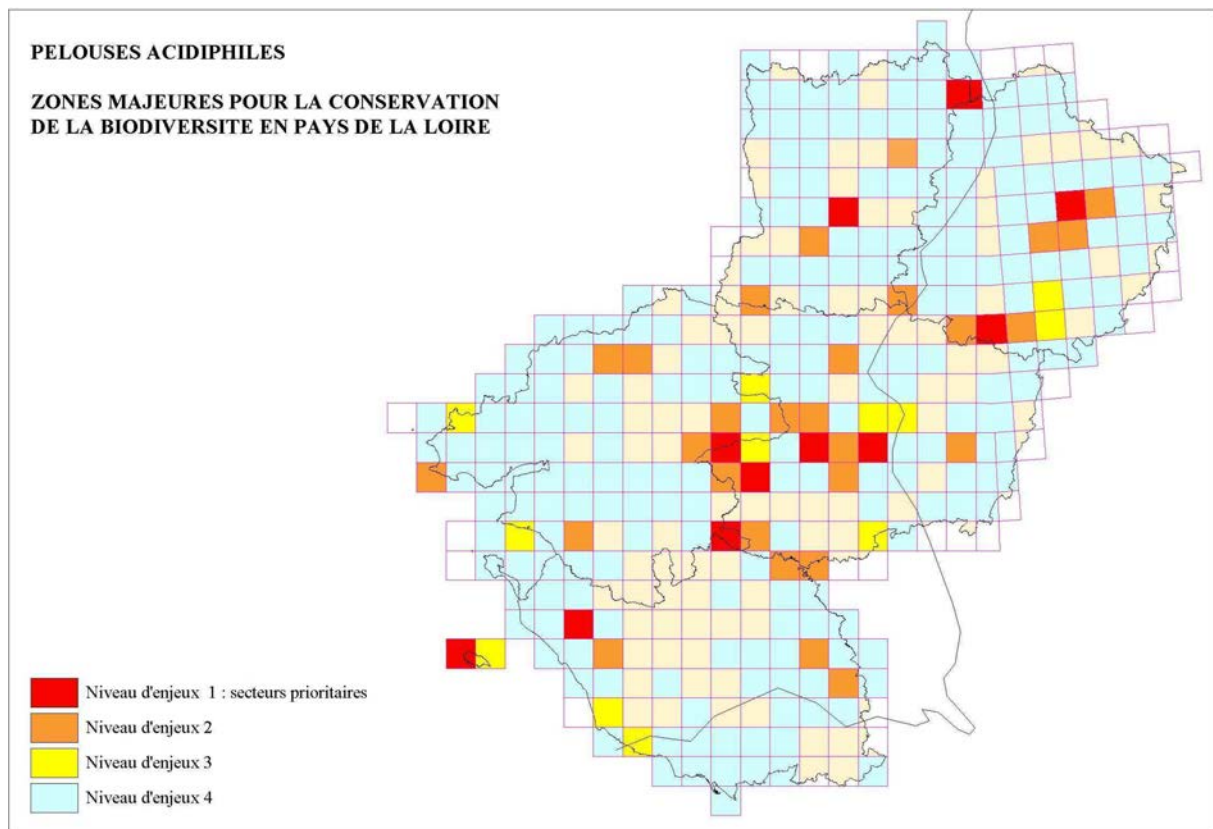 PELOUSES ACIDIPHILES
ZONES MAJEURES POUR LA CONSERVATION
DE LA BIODIVERSITE EN PAYS DE LA LOIRE
Niveau d'enjeux 1 : secteurs prioritaires
Niveau d'enjeux 2
Niveau d'enjeux 3
Niveau d'enjeux 4